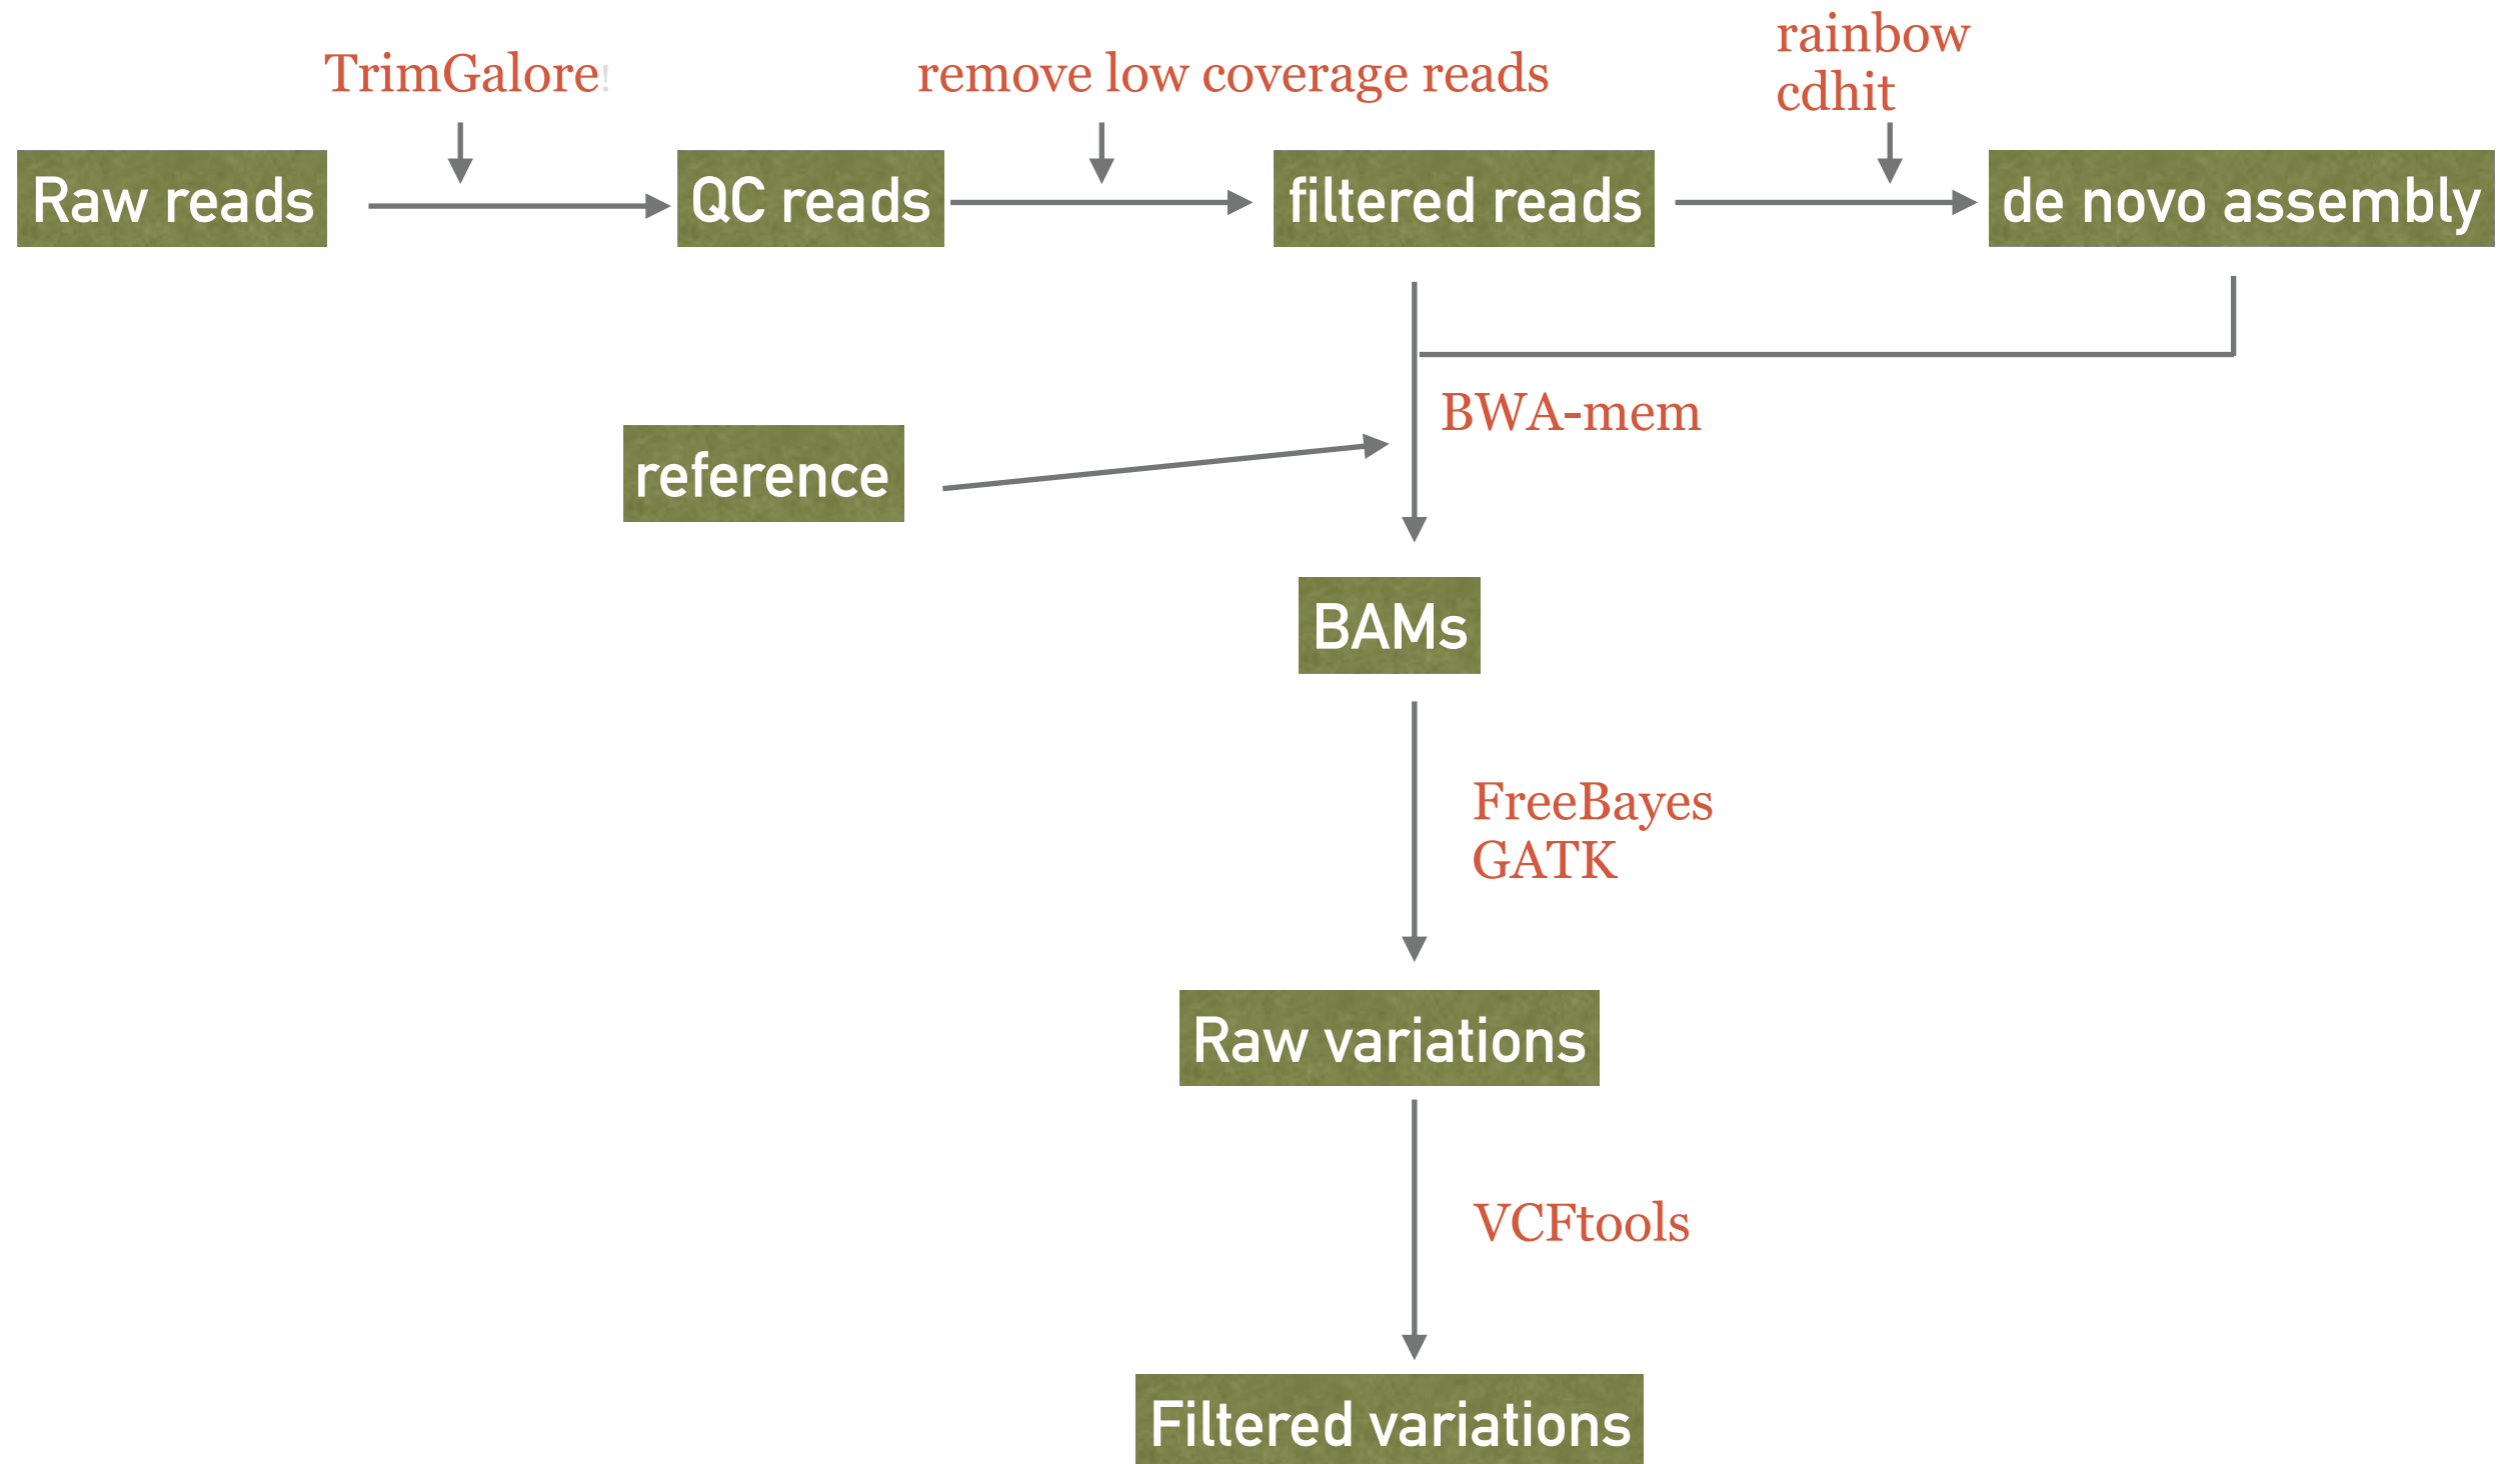 rainbow
TrimGalore!
remove low coverage reads
cdhit
Raw reads
QC reads
filtered reads
de novo assembly
BWA-mem
reference
BAMs
FreeBayes
GATK
Raw variations
VCFtools
Filtered variations